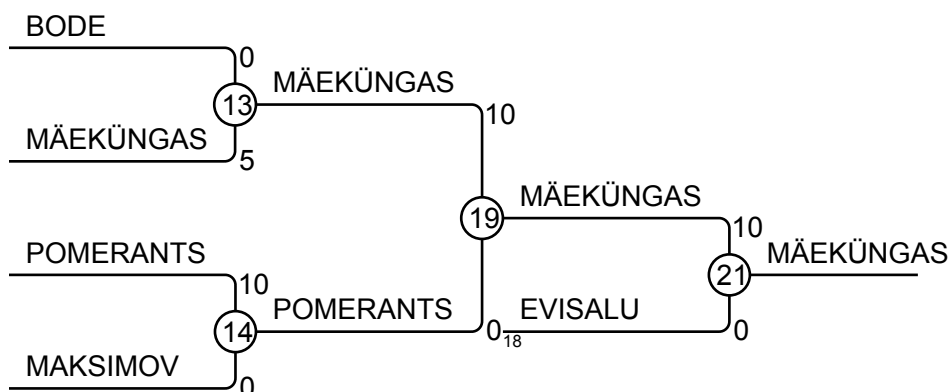 BODE
0
13
MÄEKÜNGAS
10
MÄEKÜNGAS
5
MÄEKÜNGAS
19
10
MÄEKÜNGAS
21
POMERANTS
10
14
POMERANTS
0
18
EVISALU
0
MAKSIMOV
0